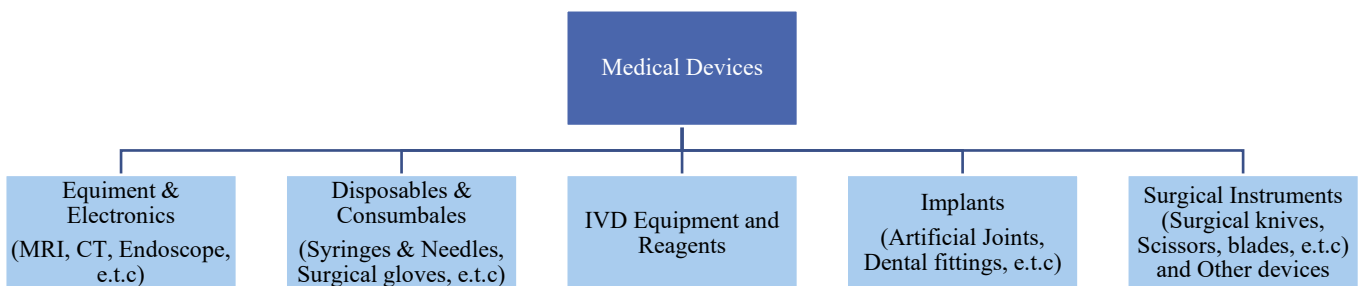 Medical Devices
Equiment &
Electronics
(MRI, CT, Endoscope,
e.t.c)
Disposables &
Consumbales
(Syringes & Needles,
Surgical gloves, e.t.c)
IVD Equipment and
Reagents
Implants
(Artificial Joints,
Dental fittings, e.t.c)
Surgical Instruments
(Surgical knives,
Scissors, blades, e.t.c)
and Other devices